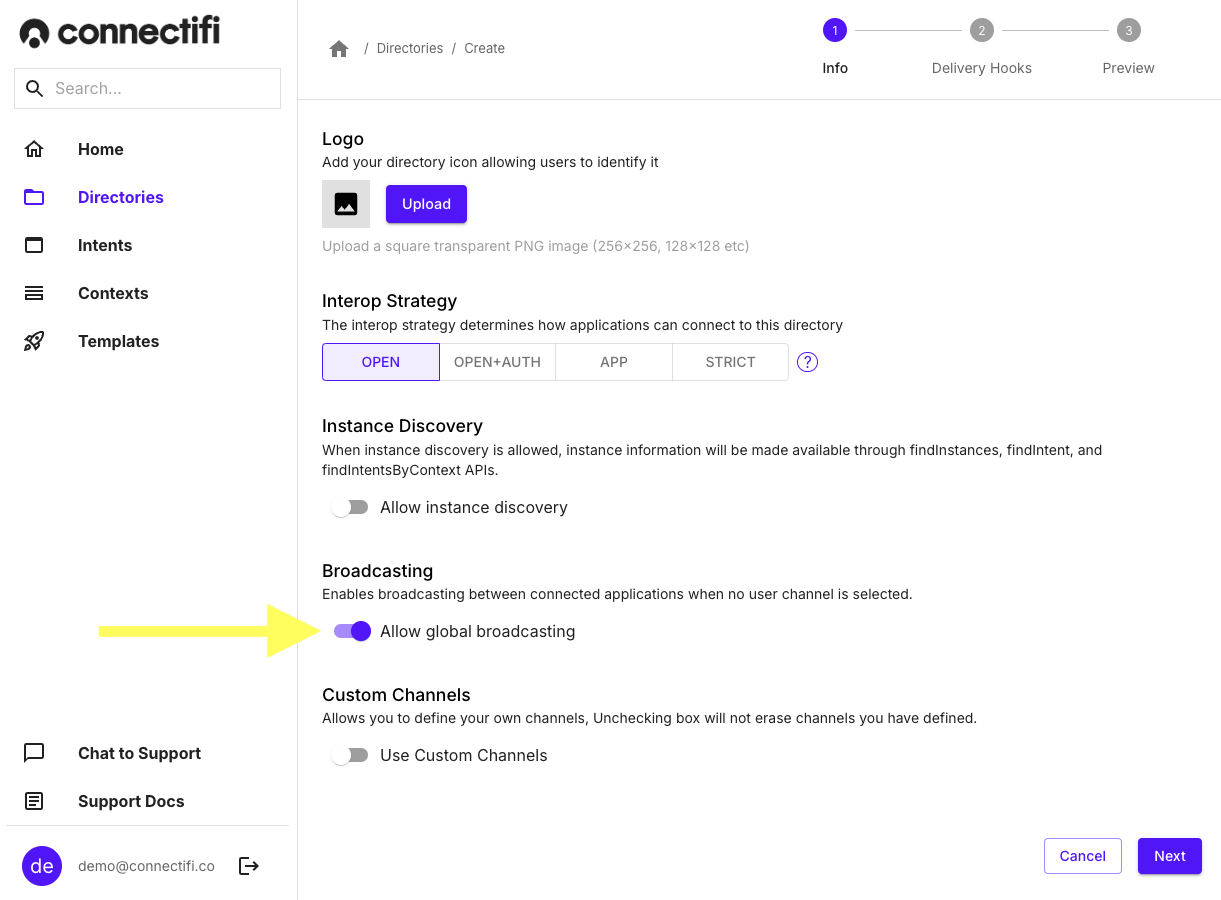 connectifi
Search...
Home
Directories
Intents
Contexts
Templates
Chat to Support
Support Docs
de
demo@connectifi.co
/ Directories / Create
1
2
3
Info
Delivery Hooks
Preview
Logo
Add your directory icon allowing users to identify it
Upload
Upload a square transparent PNG image (256x256, 128x128 etc)
Interop Strategy
The interop strategy determines how applications can connect to this directory
OPEN
OPEN+AUTH
APP
STRICT
?
Instance Discovery
When instance discovery is allowed, instance information will be made available through findInstances, findIntent, and
findIntentsByContext APIs.
Allow instance discovery
Broadcasting
Enables broadcasting between connected applications when no user channel is selected.
Allow global broadcasting
Custom Channels
Allows you to define your own channels, Unchecking box will not erase channels you have defined.
Use Custom Channels
Cancel
Next